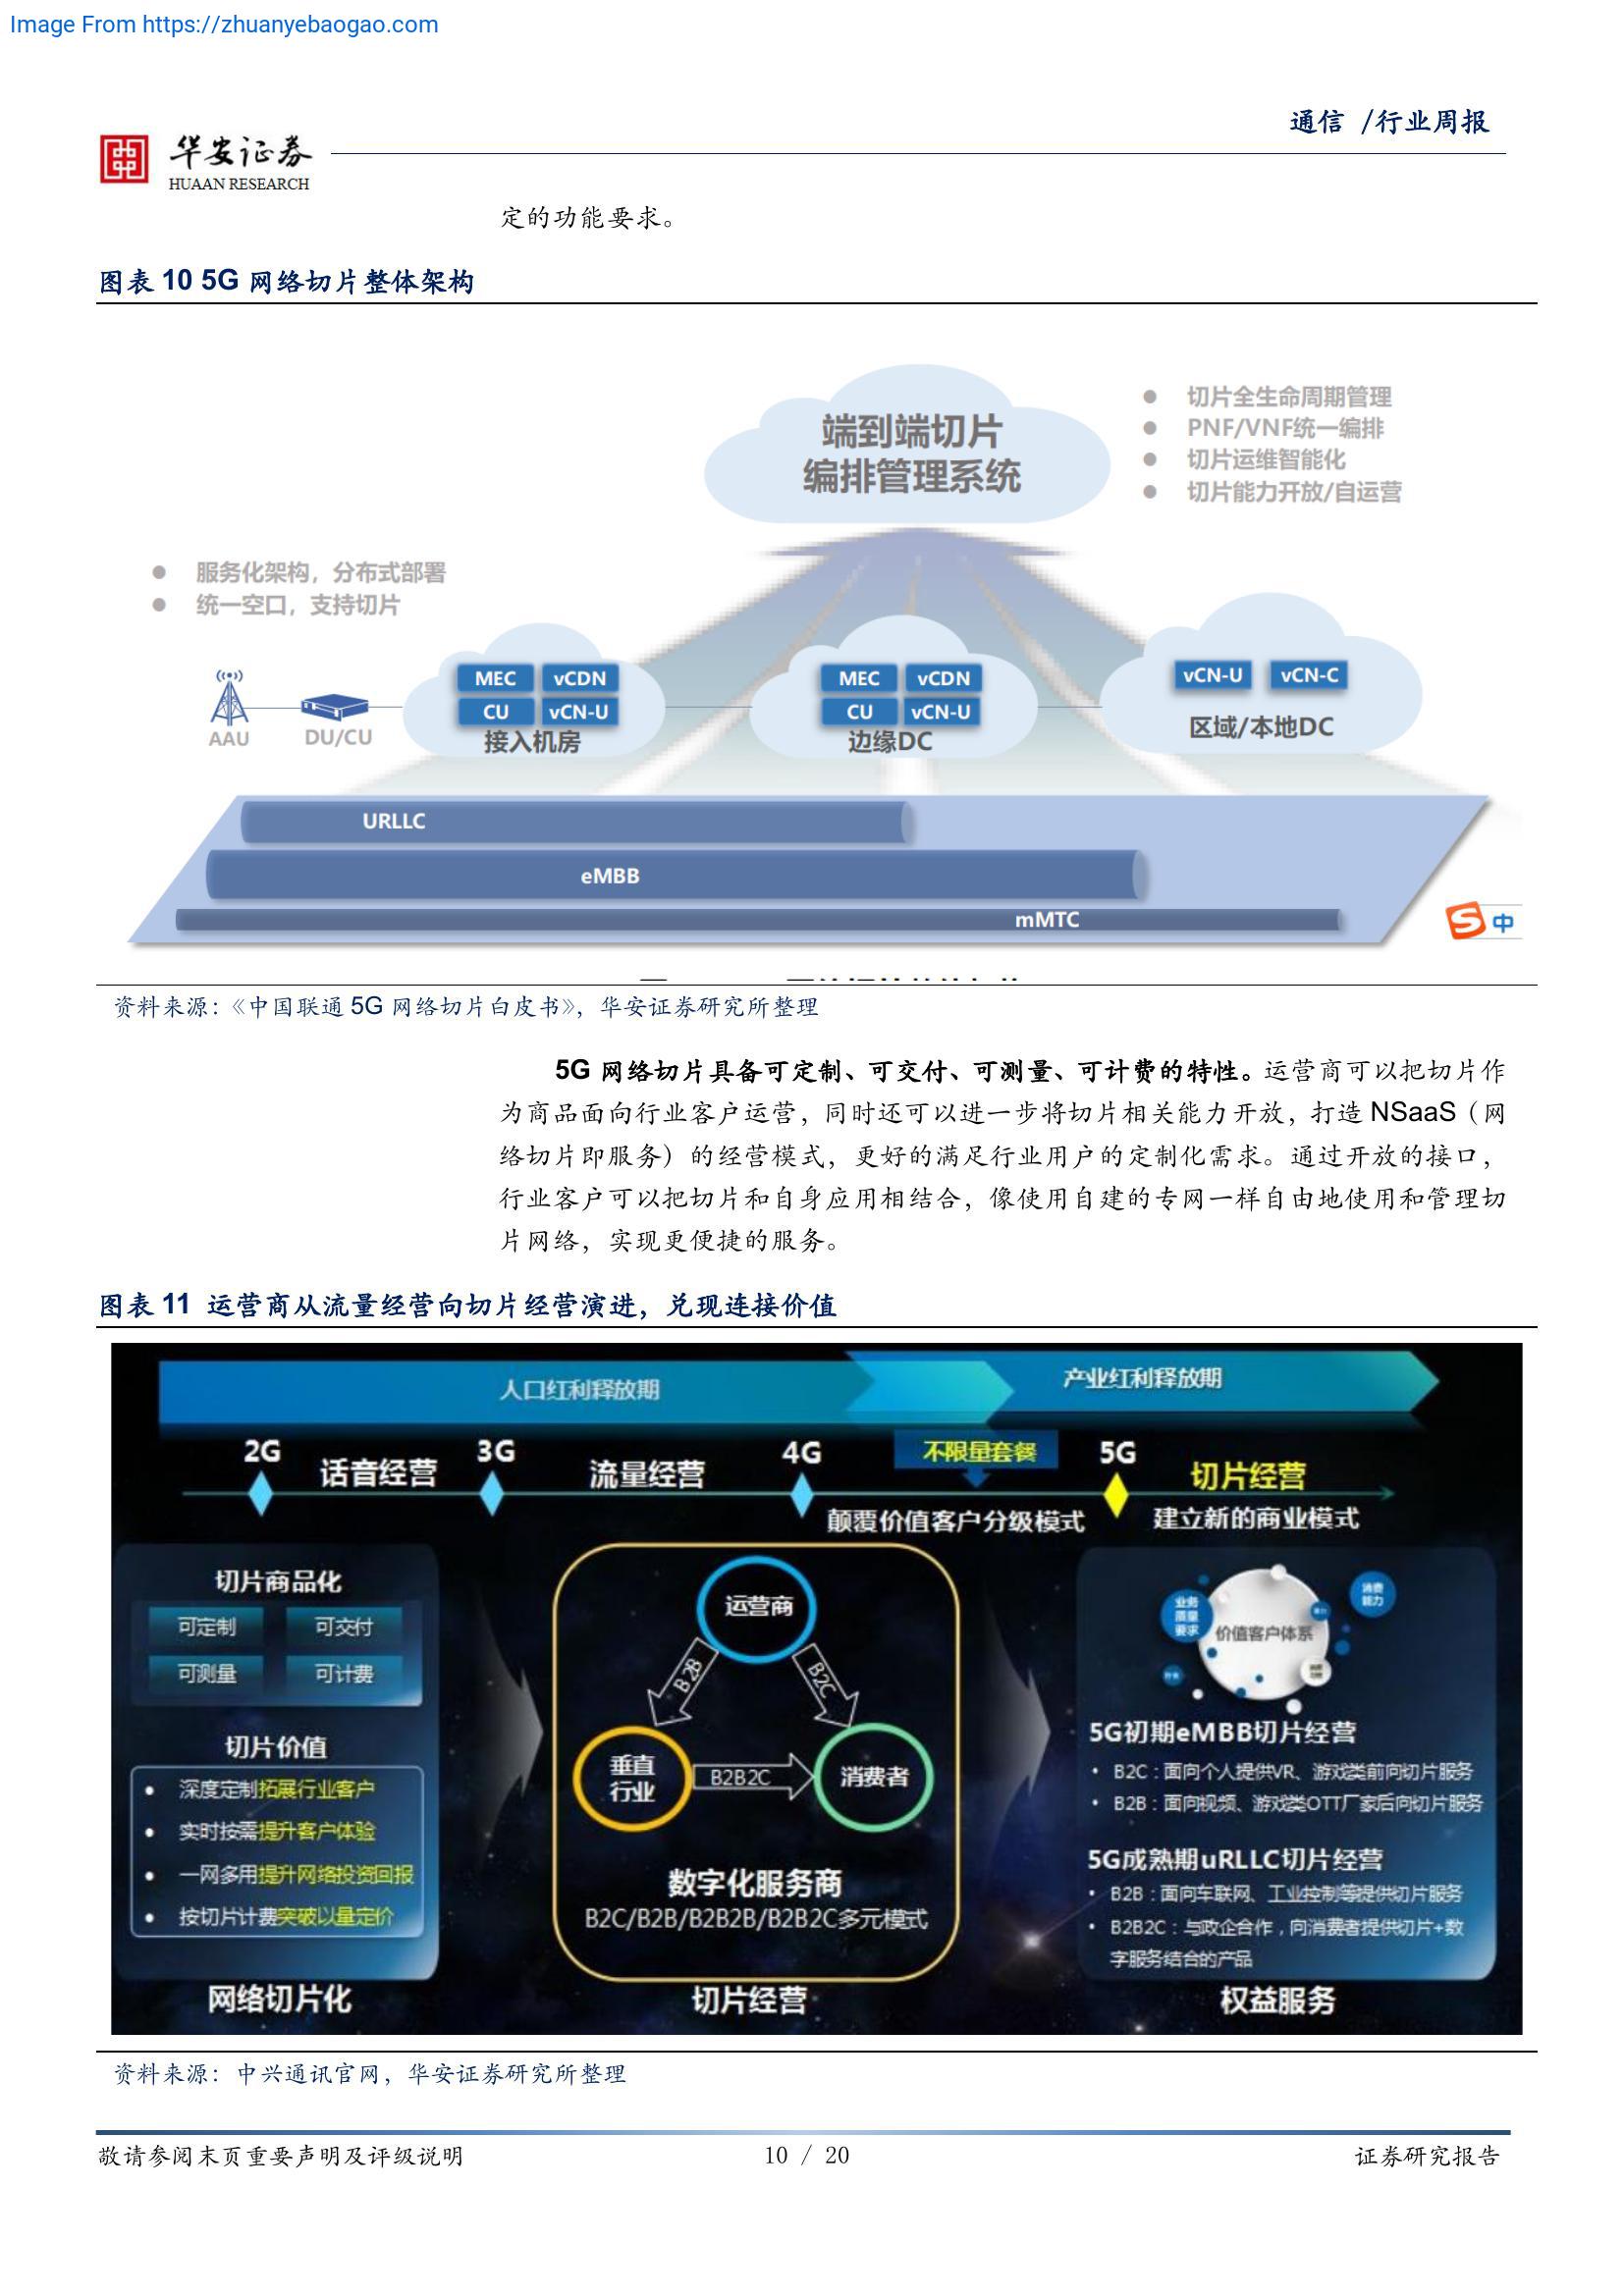 Image From https://zhuanyebaogao.com
通信 /行业周报
华安证券
HUAAN RESEARCH
定的功能要求。
图表 10 5G 网络切片整体架构
端到端切片
编排管理系统
● 切片全生命周期管理
● PNF/VNF统一编排
● 切片运维智能化
● 切片能力开放/自运营
● 服务化架构，分布式部署
● 统一空口，支持切片
MEC vCDN
CU vCN-U
接入机房
MEC vCDN
CU vCN-U
边缘DC
vCN-U vCN-C
区域/本地DC
AAU
DU/CU
URLLC
eMBB
mMTC
中
资料来源：《中国联通 5G 网络切片白皮书》，华安证券研究所整理
5G 网络切片具备可定制、可交付、可测量、可计费的特性。运营商可以把切片作
为商品面向行业客户运营，同时还可以进一步将切片相关能力开放，打造 NSaaS（网
络切片即服务）的经营模式，更好的满足行业用户的定制化需求。通过开放的接口，
行业客户可以把切片和自身应用相结合，像使用自建的专网一样自由地使用和管理切
片网络，实现更便捷的服务。
图表 11 运营商从流量经营向切片经营演进，兑现连接价值
人口红利释放期
产业红利释放期
2G
话音经营
3G
流量经营
4G
不限量套餐
5G
切片经营
颠覆价值客户分级模式
建立新的商业模式
切片商品化
可定制 可交付
可测量 可计费
切片价值
• 深度定制拓展行业客户
• 实时按需提升客户体验
• 一网多用提升网络投资回报
• 按切片计费突破以量定价
网络切片化
运营商
B2B
B2C
垂直
行业
B2B2C
消费者
数字化服务商
B2C/B2B/B2B2B/B2B2C多元模式
切片经营
业务
质量
要求
消费
能力
价值客户体系
5G初期eMBB切片经营
• B2C：面向个人提供VR、游戏类前向切片服务
• B2B：面向视频、游戏类OTT厂家后向切片服务
5G成熟期uRLLC切片经营
• B2B：面向车联网、工业控制等提供切片服务
• B2B2C：与政企合作，向消费者提供切片+数
字服务结合的产品
权益服务
资料来源：中兴通讯官网，华安证券研究所整理
敬请参阅末页重要声明及评级说明
10 / 20
证券研究报告